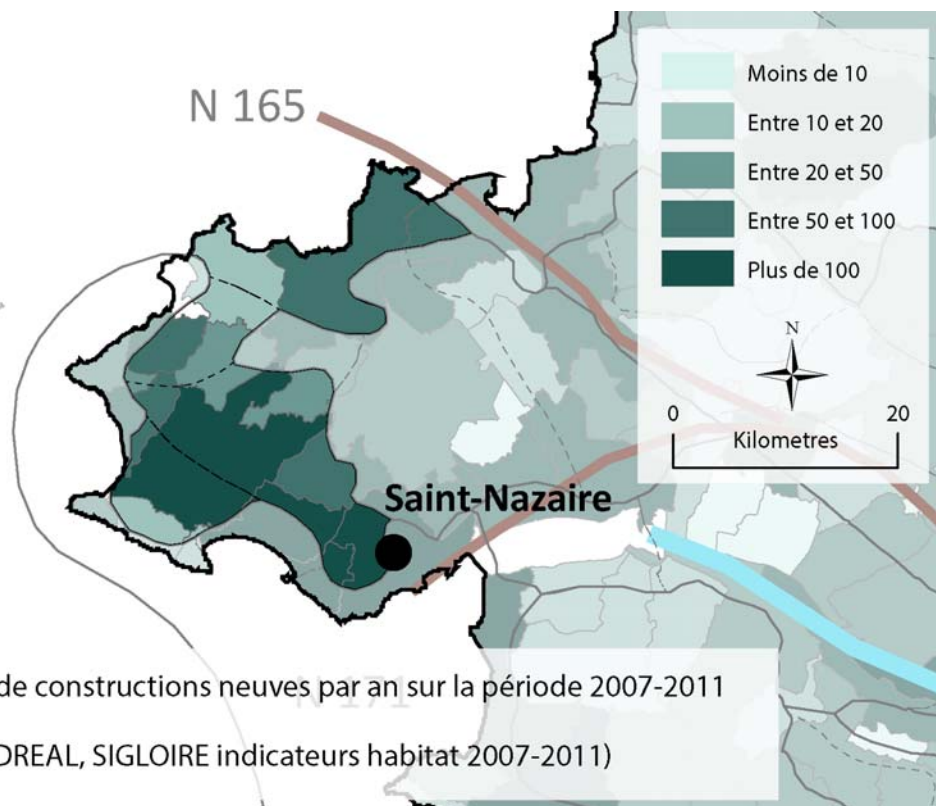 N 165
Moins de 10
Entre 10 et 20
Entre 20 et 50
Entre 50 et 100
Plus de 100
N
0 20
Kilometres
Saint-Nazaire
N 171
de constructions neuves par an sur la période 2007-2011
DREAL, SIGLOIRE indicateurs habitat 2007-2011)